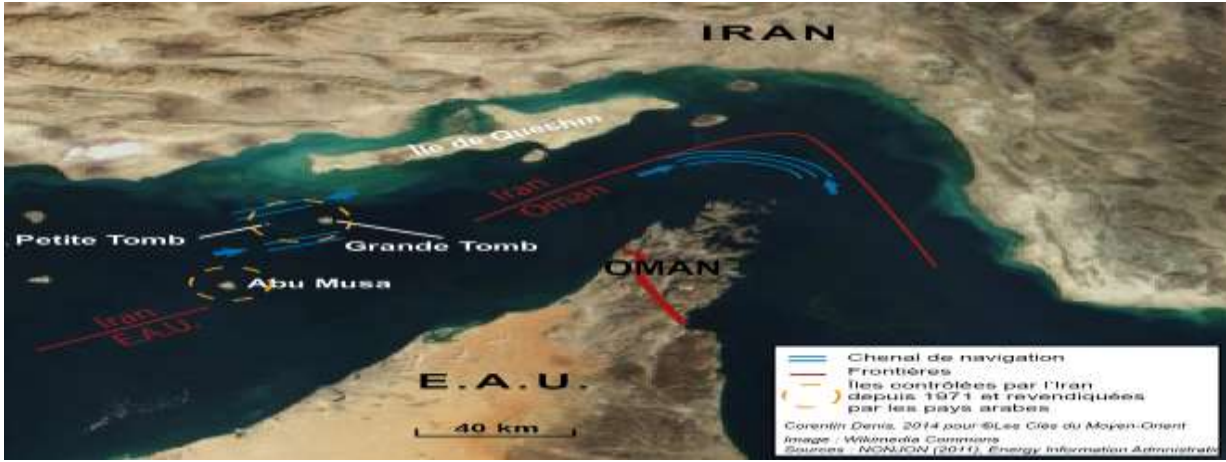 IRAN
Île de Queshm
Iran
Oman
Petite Tomb
Grande Tomb
OMAN
Abu Musa
Iran
E.A.U.
E.A.U.
40 km
Chenal de navigation
Frontières
Îles contrôlées par l'Iran
depuis 1971 et revendiquées
par les pays arabes
Corentin Denis, 2014 pour ©Les Clés du Moyen-Orient
Image : Wikimedia Commons
Sources : NONJON (2011), Energy Information Administratio